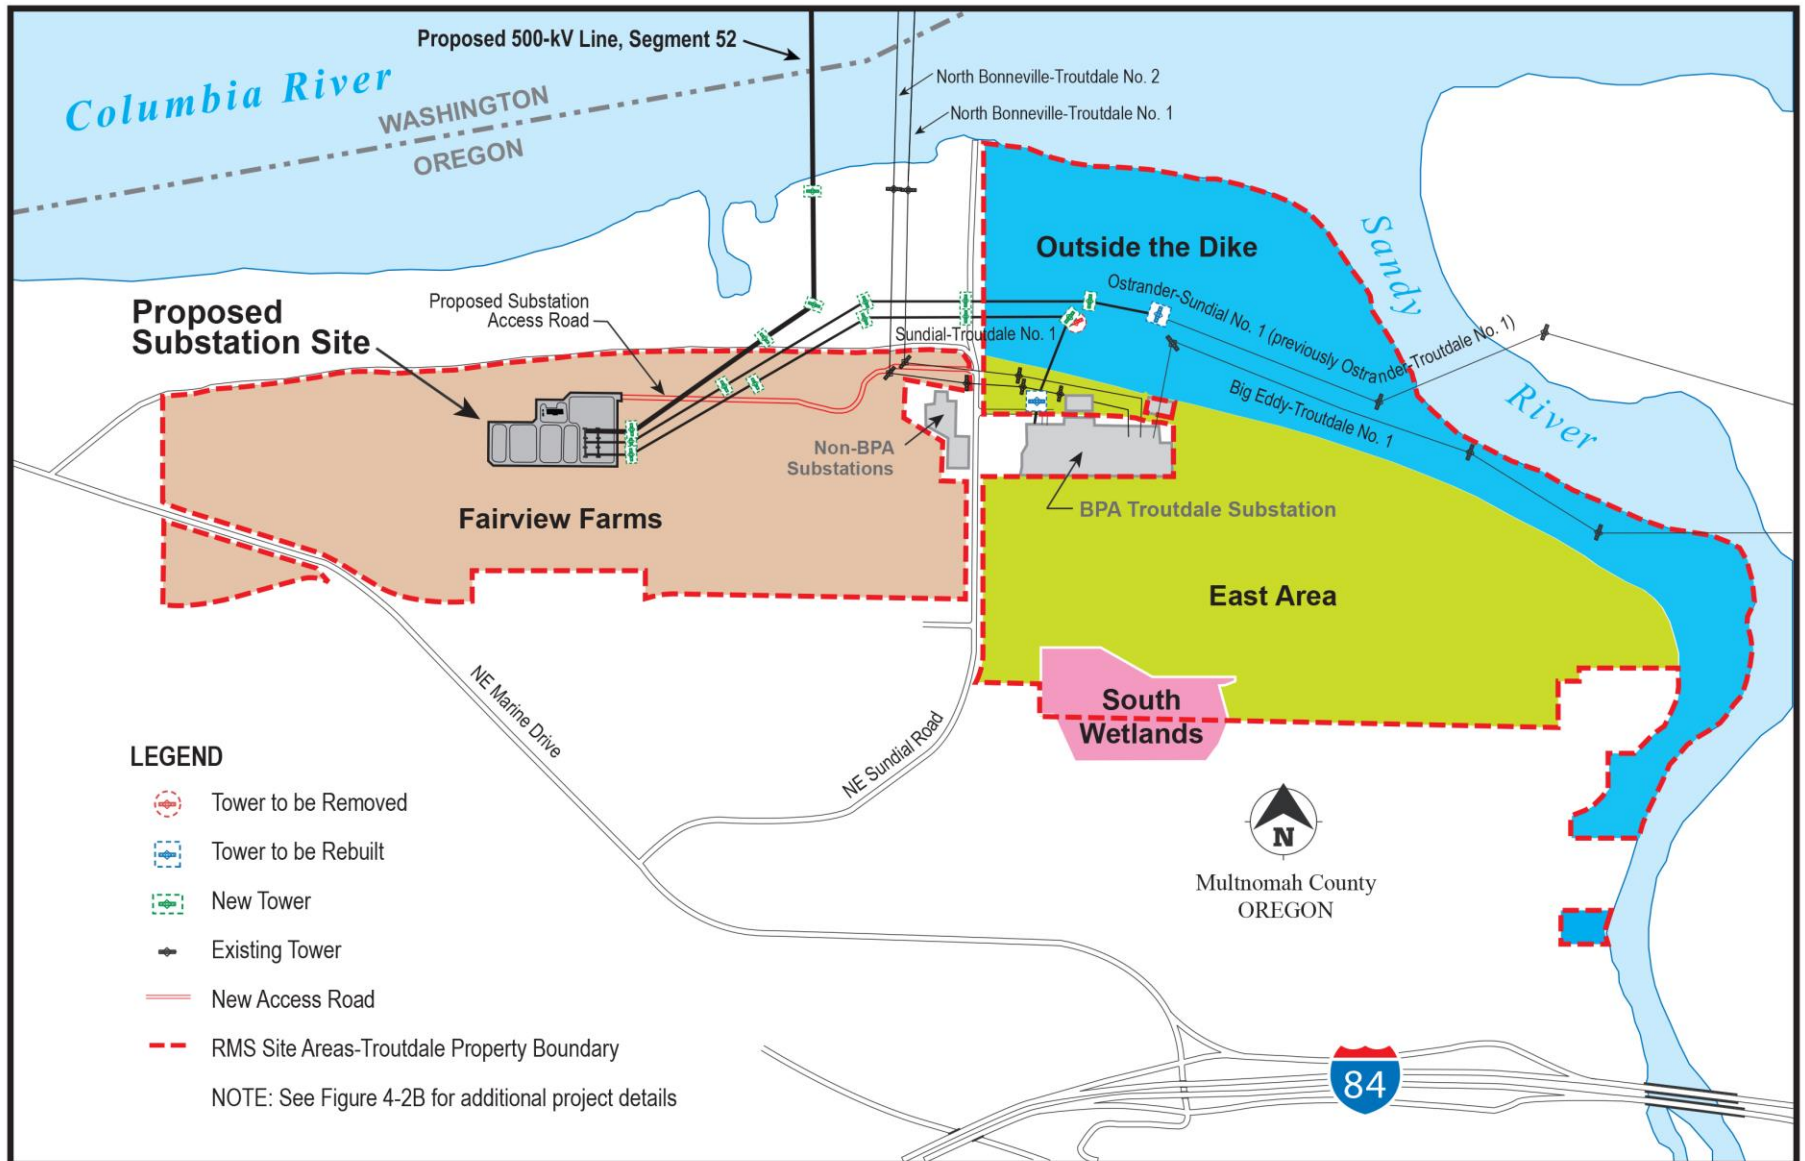 Proposed 500-kV Line, Segment 52
Columbia River
WASHINGTON
OREGON
North Bonneville-Troutdale No. 2
North Bonneville-Troutdale No. 1
Sandy
River
Outside the Dike
Proposed
Substation Site
Proposed Substation
Access Road
Sundial-Troutdale No. 1
Ostrander-Sundial No. 1 (previously Ostrander-Troutdale No. 1)
Big Eddy-Troutdale No. 1
Non-BPA
Substations
BPA Troutdale Substation
Fairview Farms
East Area
South
Wetlands
NE Marine Drive
NE Sundial Road
LEGEND
Tower to be Removed
Tower to be Rebuilt
New Tower
Existing Tower
New Access Road
RMS Site Areas-Troutdale Property Boundary
NOTE: See Figure 4-2B for additional project details
N
Multnomah County
OREGON
84